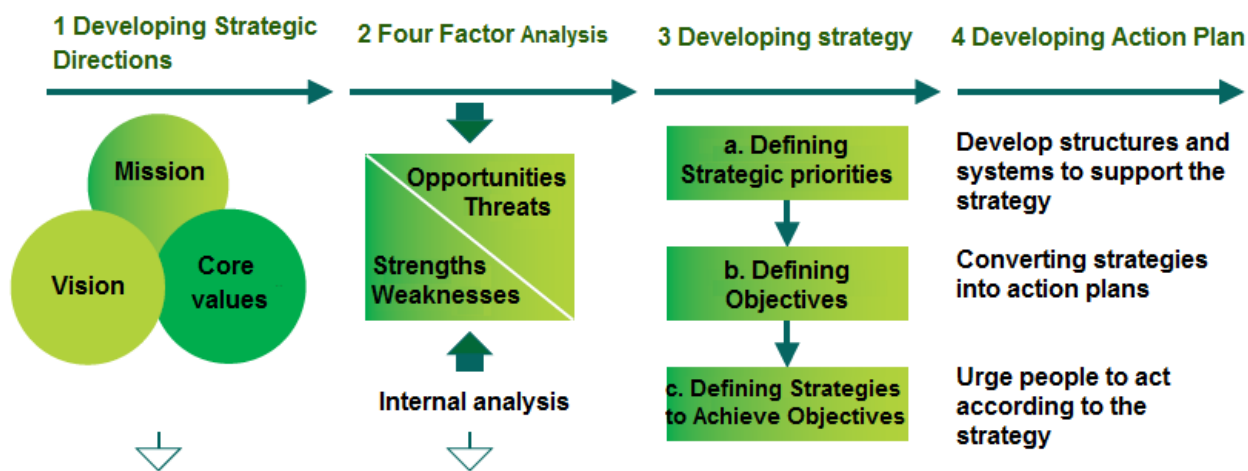 1 Developing Strategic
Directions
2 Four Factor Analysis
3 Developing strategy
4 Developing Action Plan
Mission
Vision
Core
values
Opportunities
Threats
Strengths
Weaknesses
Internal analysis
a. Defining
Strategic priorities
b. Defining
Objectives
c. Defining Strategies
to Achieve Objectives
Develop structures and
systems to support the
strategy
Converting strategies
into action plans
Urge people to act
according to the
strategy